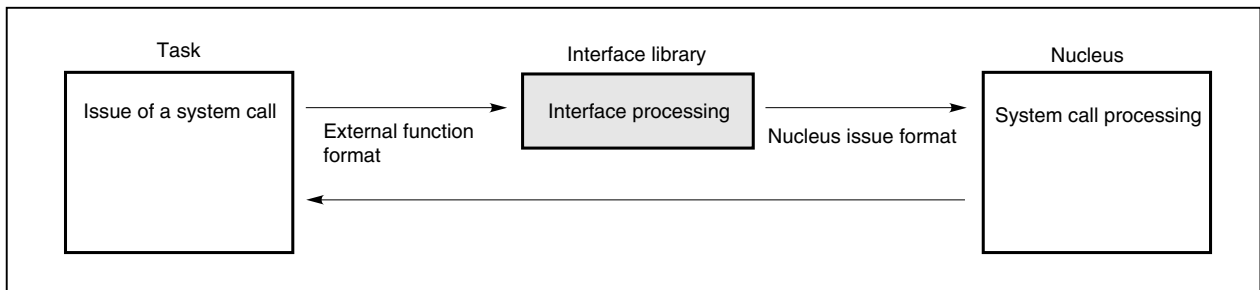 Task
Interface library
Nucleus
Issue of a system call
External function
format
Interface processing
Nucleus issue format
System call processing